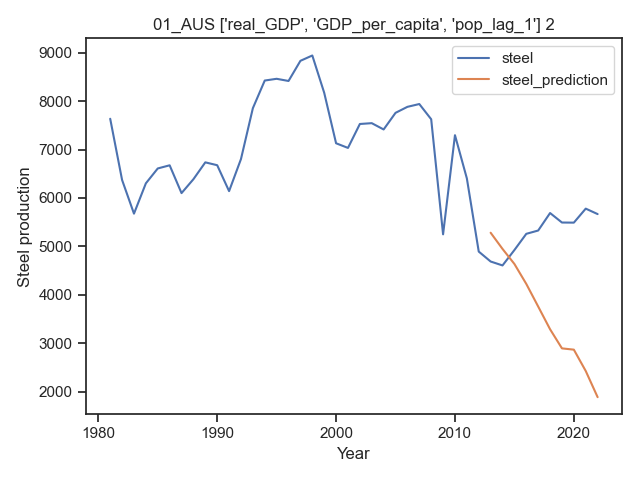 01_AUS ['real_GDP', 'GDP_per_capita', 'pop_lag_1'] 2
steel
steel_prediction
Steel production
9000
8000
7000
6000
5000
4000
3000
2000
1980
1990
2000
2010
2020
Year